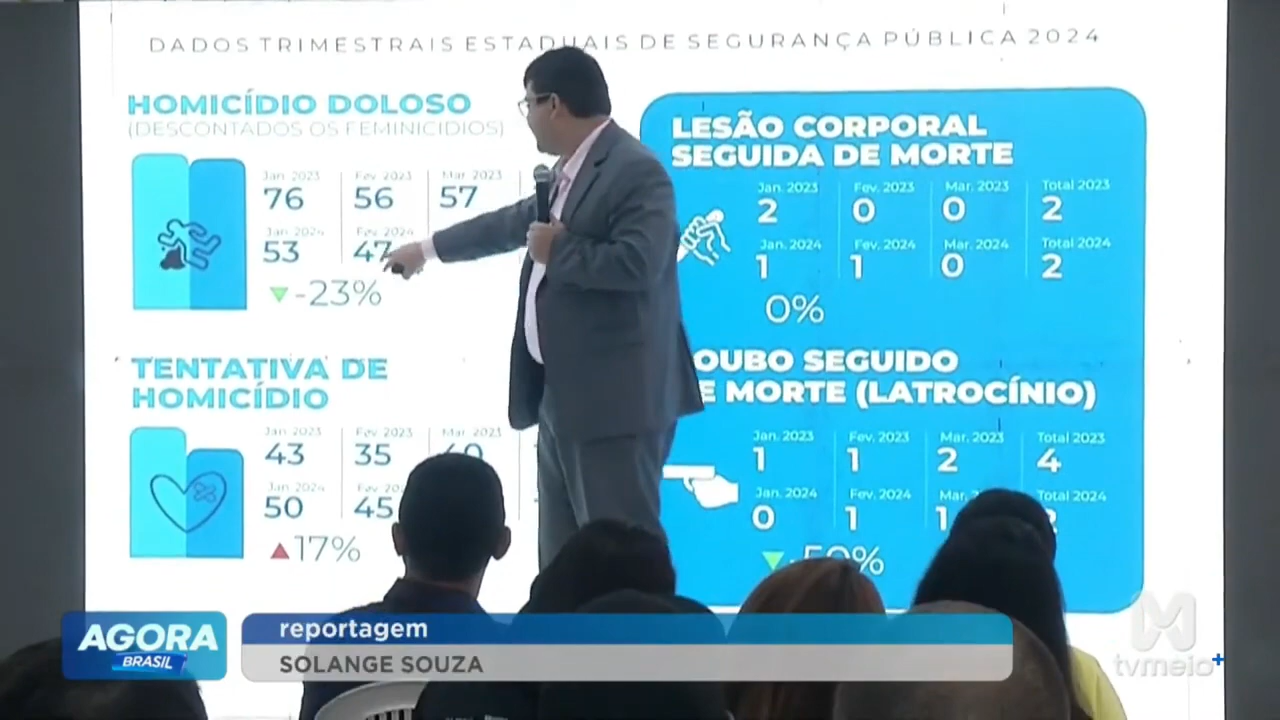 DADOS TRIMESTRAIS ESTADUAIS DE SEGURANÇA PÚBLICA 2024
HOMICÍDIO DOLOSO
(DESCONTADOS OS FEMINICÍDIOS)
Jan. 2023 Fev. 2023 Mar. 2023
76 56 57
Jan. 2024 Fev. 2024
53 47
-23%
TENTATIVA DE
HOMICÍDIO
Jan. 2023 Fev. 2023 Mar. 2023
43 35
Jan. 2024 Fev. 2024
50 45
17%
LESÃO CORPORAL
SEGUIDA DE MORTE
Jan. 2023 Fev. 2023 Mar. 2023 Total 2023
2 0 0 2
Jan. 2024 Fev. 2024 Mar. 2024 Total 2024
1 1 0 2
0%
OUBO SEGUIDO
E MORTE (LATROCÍNIO)
Jan. 2023 Fev. 2023 Mar. 2023 Total 2023
1 1 2 4
Jan. 2024 Fev. 2024 Mar. Total 2024
0 1 1
AGORA
BRASIL
reportagem
SOLANGE SOUZA
tvmeio+